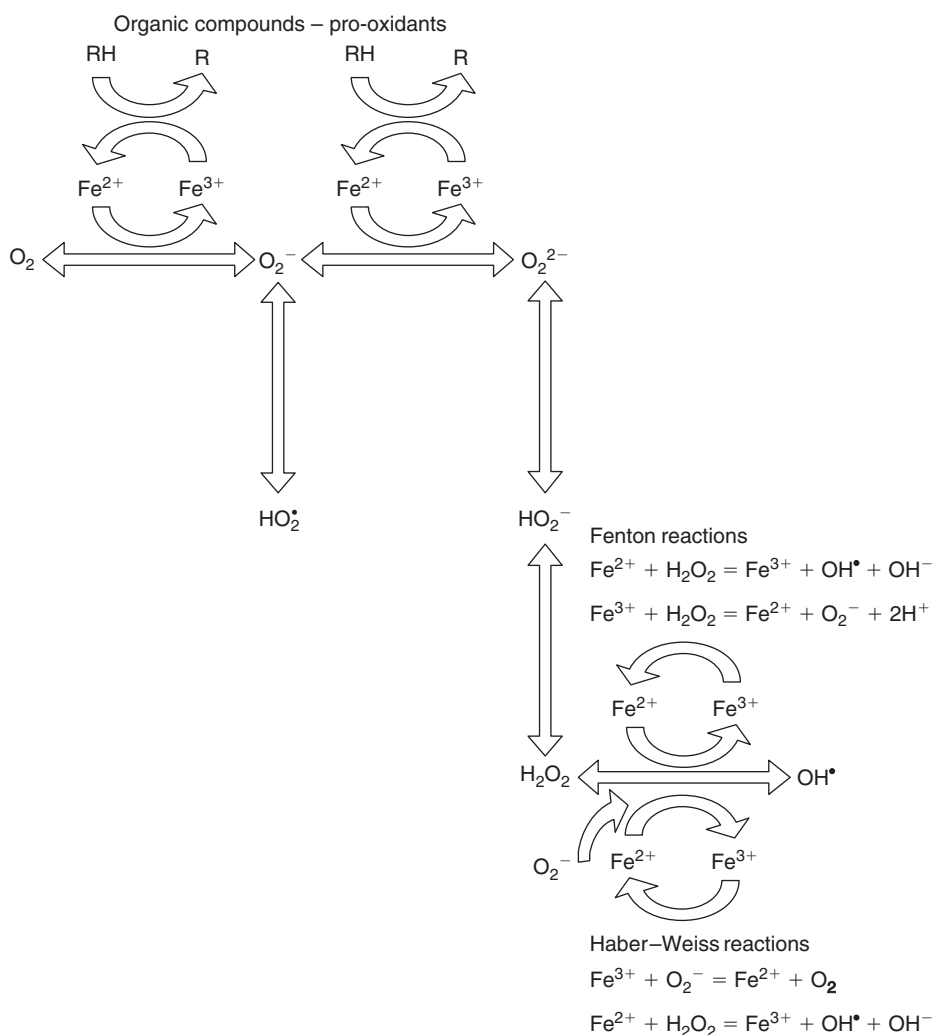 Organic compounds – pro-oxidants
RH R RH R
Fe²⁺ Fe³⁺ Fe²⁺ Fe³⁺
O₂ O₂⁻ O₂²⁻
HO₂• HO₂⁻
Fenton reactions
Fe²⁺ + H₂O₂ = Fe³⁺ + OH• + OH⁻
Fe³⁺ + H₂O₂ = Fe²⁺ + O₂⁻ + 2H⁺
Fe²⁺ Fe³⁺
H₂O₂ OH•
O₂⁻ Fe²⁺ Fe³⁺
Haber–Weiss reactions
Fe³⁺ + O₂⁻ = Fe²⁺ + O₂
Fe²⁺ + H₂O₂ = Fe³⁺ + OH• + OH⁻